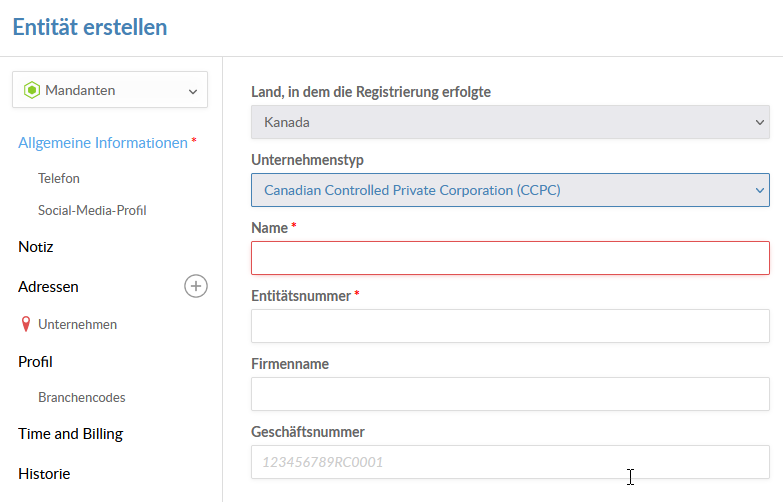 Entität erstellen
Mandanten
Allgemeine Informationen *
Telefon
Social-Media-Profil
Notiz
Adressen
Unternehmen
Profil
Branchencodes
Time and Billing
Historie
Land, in dem die Registrierung erfolgte
Kanada
Unternehmenstyp
Canadian Controlled Private Corporation (CCPC)
Name *
Entitätsnummer *
Firmenname
Geschäftsnummer
123456789RC0001